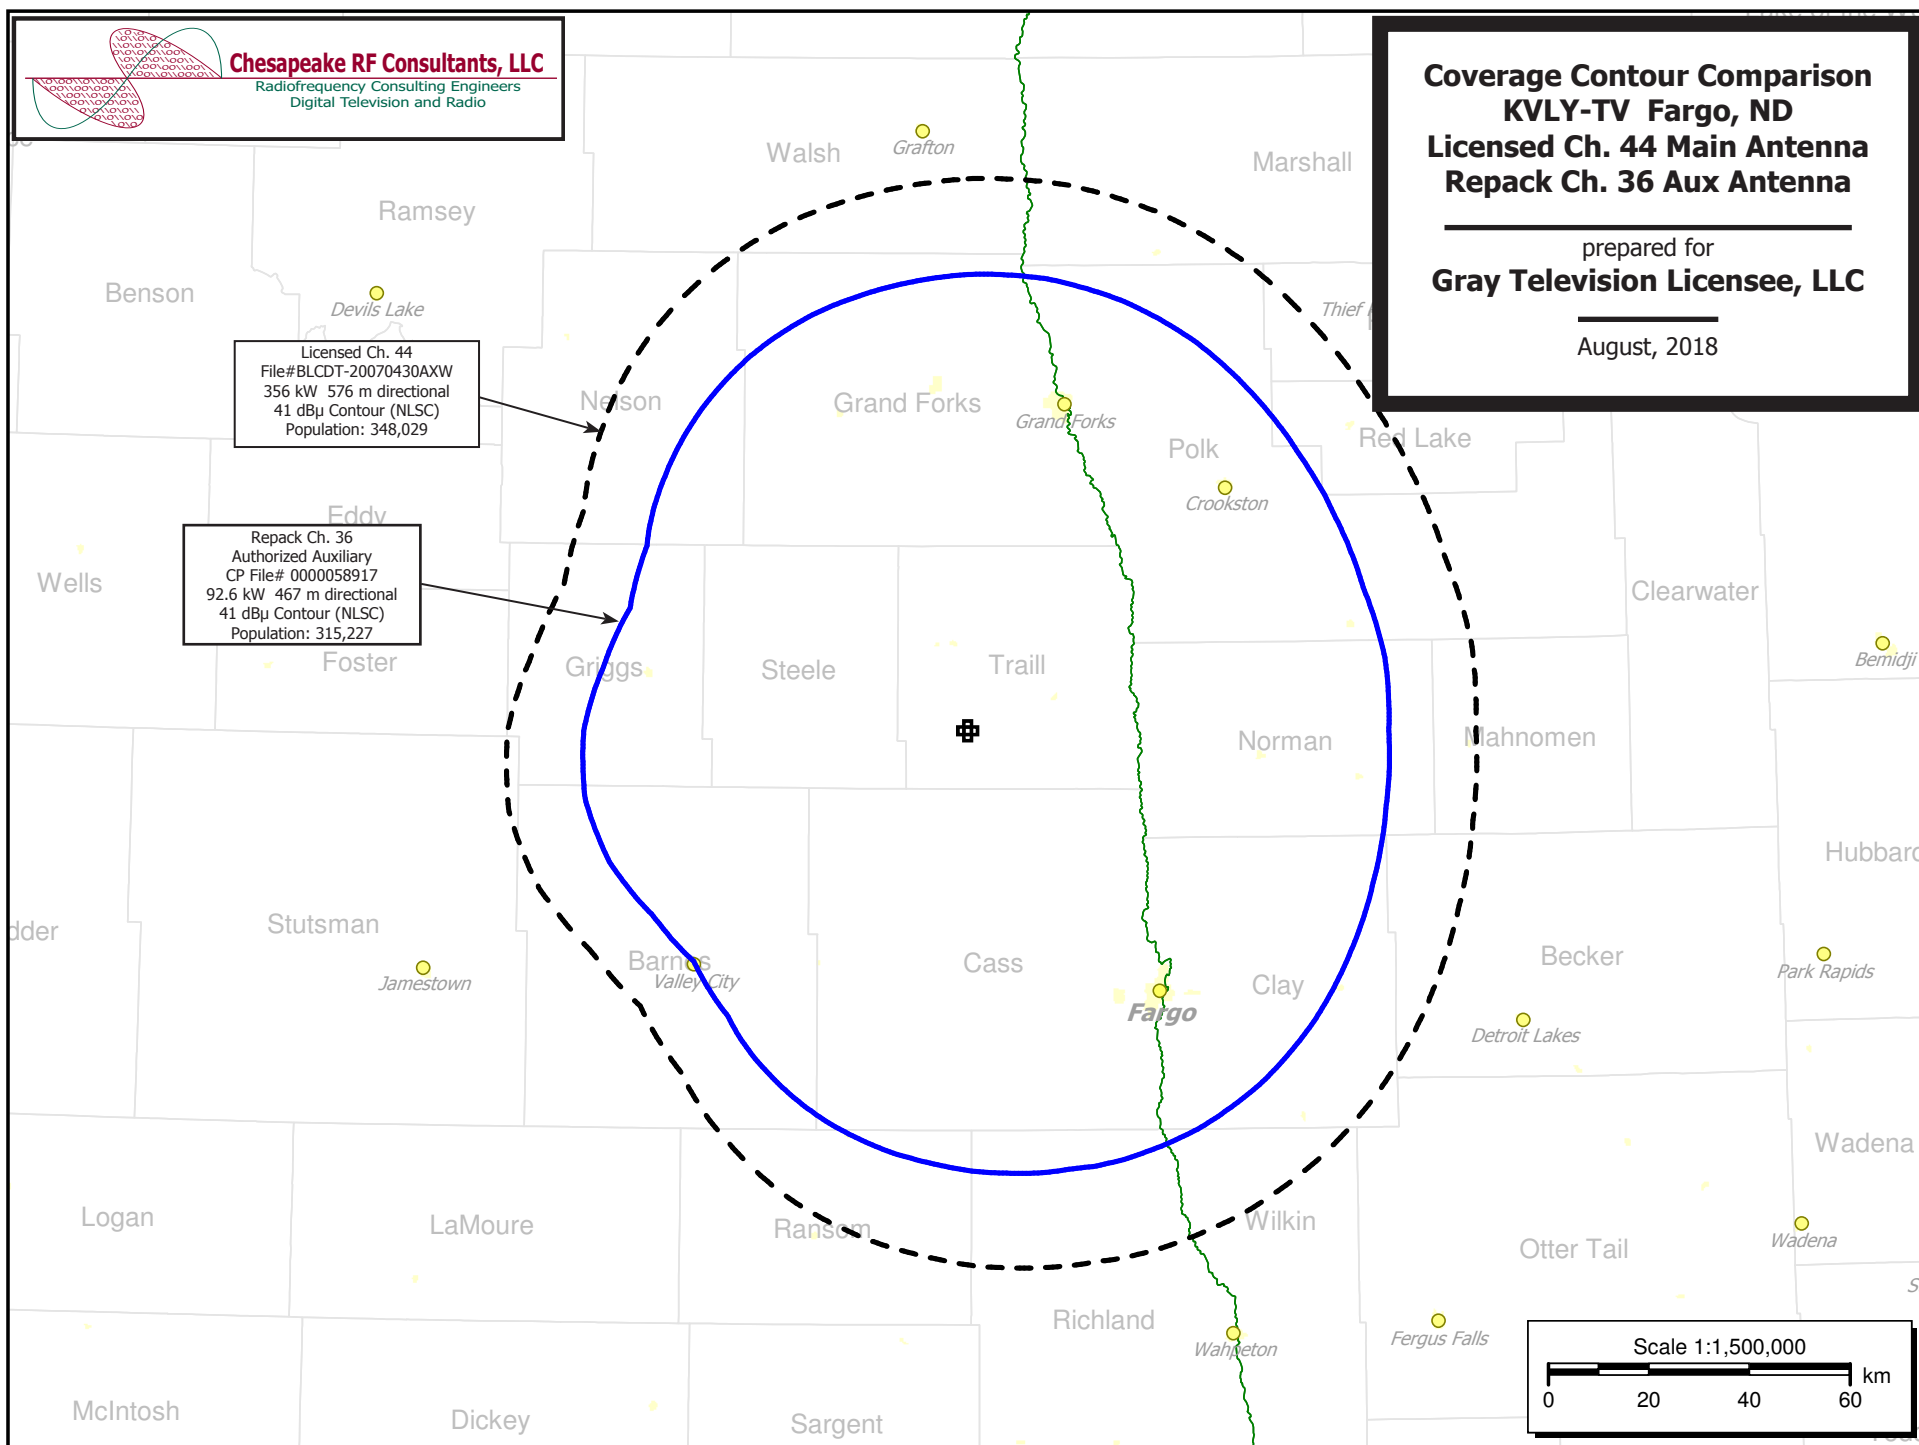 Chesapeake RF Consultants, LLC
Radiofrequency Consulting Engineers
Digital Television and Radio
Coverage Contour Comparison
KVLY-TV  Fargo, ND
Licensed Ch. 44 Main Antenna
Repack Ch. 36 Aux Antenna
prepared for
Gray Television Licensee, LLC
August, 2018
Walsh
Grafton
Marshall
Ramsey
Benson
Devils Lake
Thief
Licensed Ch. 44
File#BLCDT-20070430AXW
356 kW  576 m directional
41 dBµ Contour (NLSC)
Population: 348,029
Nelson
Grand Forks
Grand Forks
Polk
Red Lake
Crookston
Eddy
Repack Ch. 36
Authorized Auxiliary
CP File# 0000058917
92.6 kW  467 m directional
41 dBµ Contour (NLSC)
Population: 315,227
Wells
Clearwater
Foster
Griggs
Steele
Traill
Bemidji
Norman
Mahnomen
Hubbard
Stutsman
dder
Barnes
Cass
Becker
Jamestown
Valley City
Clay
Park Rapids
Fargo
Detroit Lakes
Wadena
Logan
LaMoure
Ransom
Wilkin
Otter Tail
Wadena
Richland
Wahpeton
Fergus Falls
Scale 1:1,500,000
km
0 20 40 60
McIntosh
Dickey
Sargent